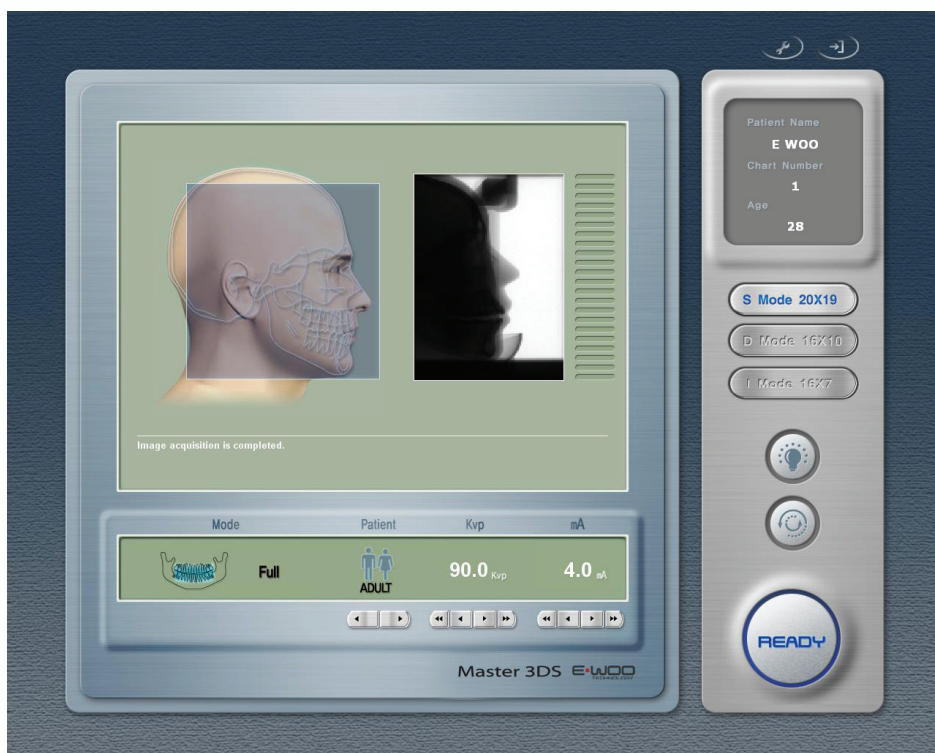 Patient Name
E WOO
Chart Number
1
Age
28
S Mode 20X19
D Mode 16X10
I Mode 16X7
Image acquisition is completed.
Mode Patient Kvp mA
Full ADULT 90.0 Kvp 4.0 mA
READY
Master 3DS E·WOO
TECHNOLOGY